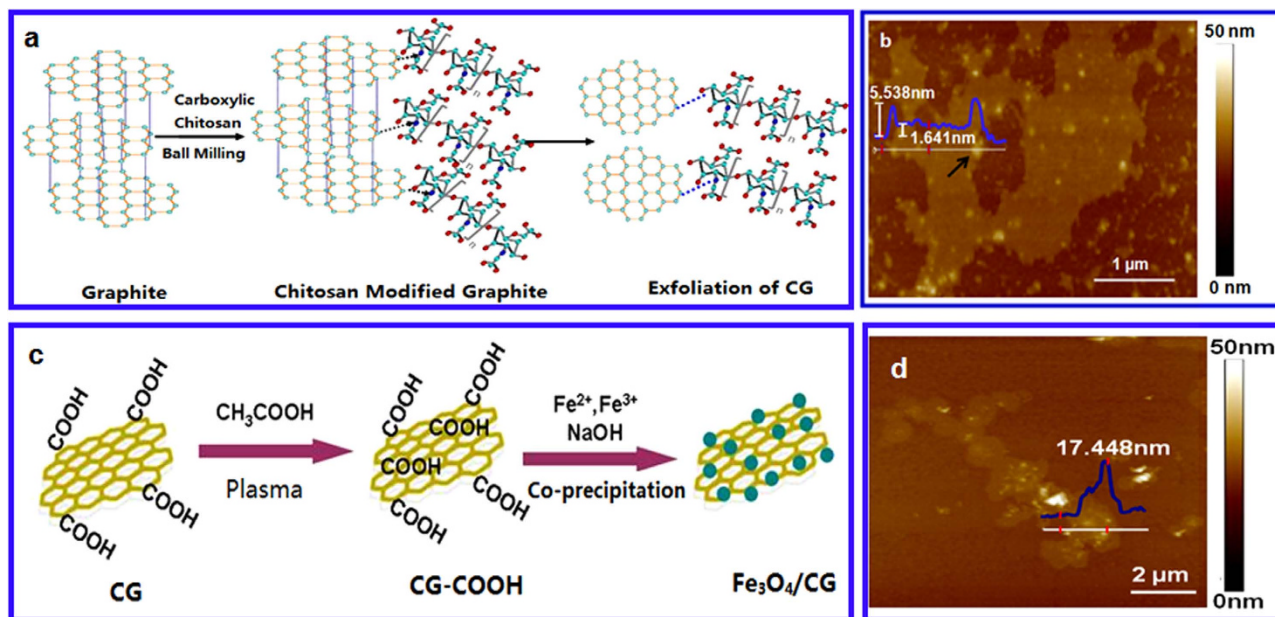 a
Carboxylic
Chitosan
Ball Milling
n
n
n
n
n
Graphite
Chitosan Modified Graphite
Exfoliation of CG
b
50 nm
5.538nm
1.641nm
1 μm
0 nm
c
COOH
COOH
COOH
COOH
CH₃COOH
Plasma
COOH
COOH
COOH
COOH
COOH
COOH
Fe²⁺,Fe³⁺
NaOH
Co-precipitation
CG
CG-COOH
Fe₃O₄/CG
d
50nm
17.448nm
2 μm
0nm